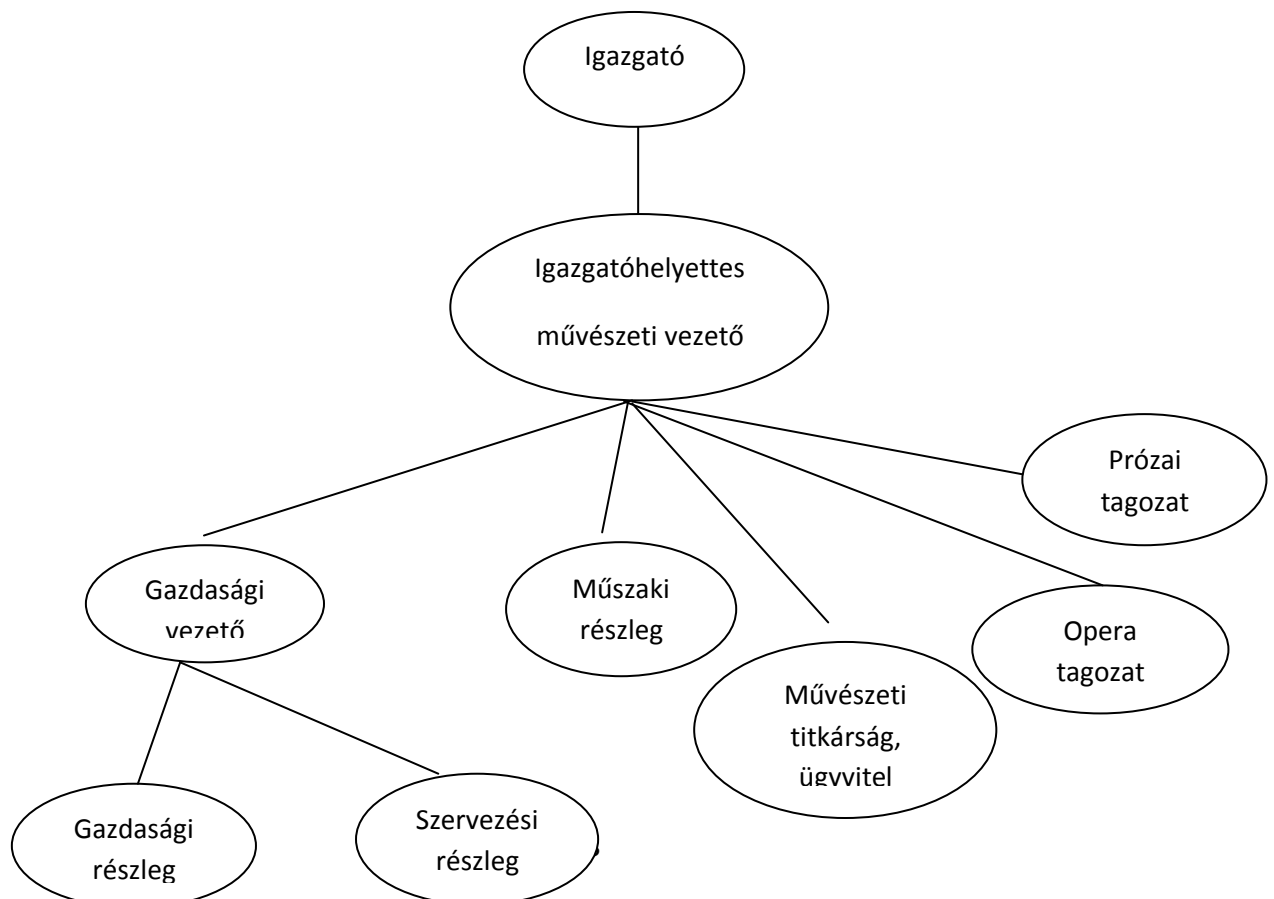 Igazgató
Igazgatóhelyettes
művészeti vezető
Prózai
tagozat
Gazdasági
vezető
Műszaki
részleg
Opera
tagozat
Művészeti
titkárság,
ügyvitel
Gazdasági
részleg
Szervezési
részleg